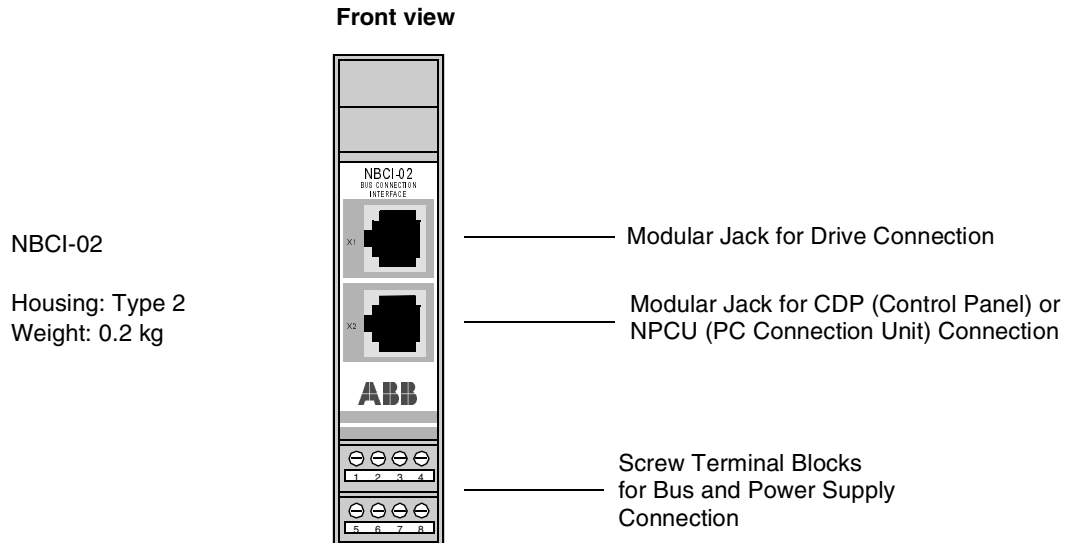 Front view
NBCI-02
BUS CONNECTION
INTERFACE
X1
X2
ABB
1 2 3 4
5 6 7 8
NBCI-02
Housing: Type 2
Weight: 0.2 kg
Modular Jack for Drive Connection
Modular Jack for CDP (Control Panel) or
NPCU (PC Connection Unit) Connection
Screw Terminal Blocks
for Bus and Power Supply
Connection